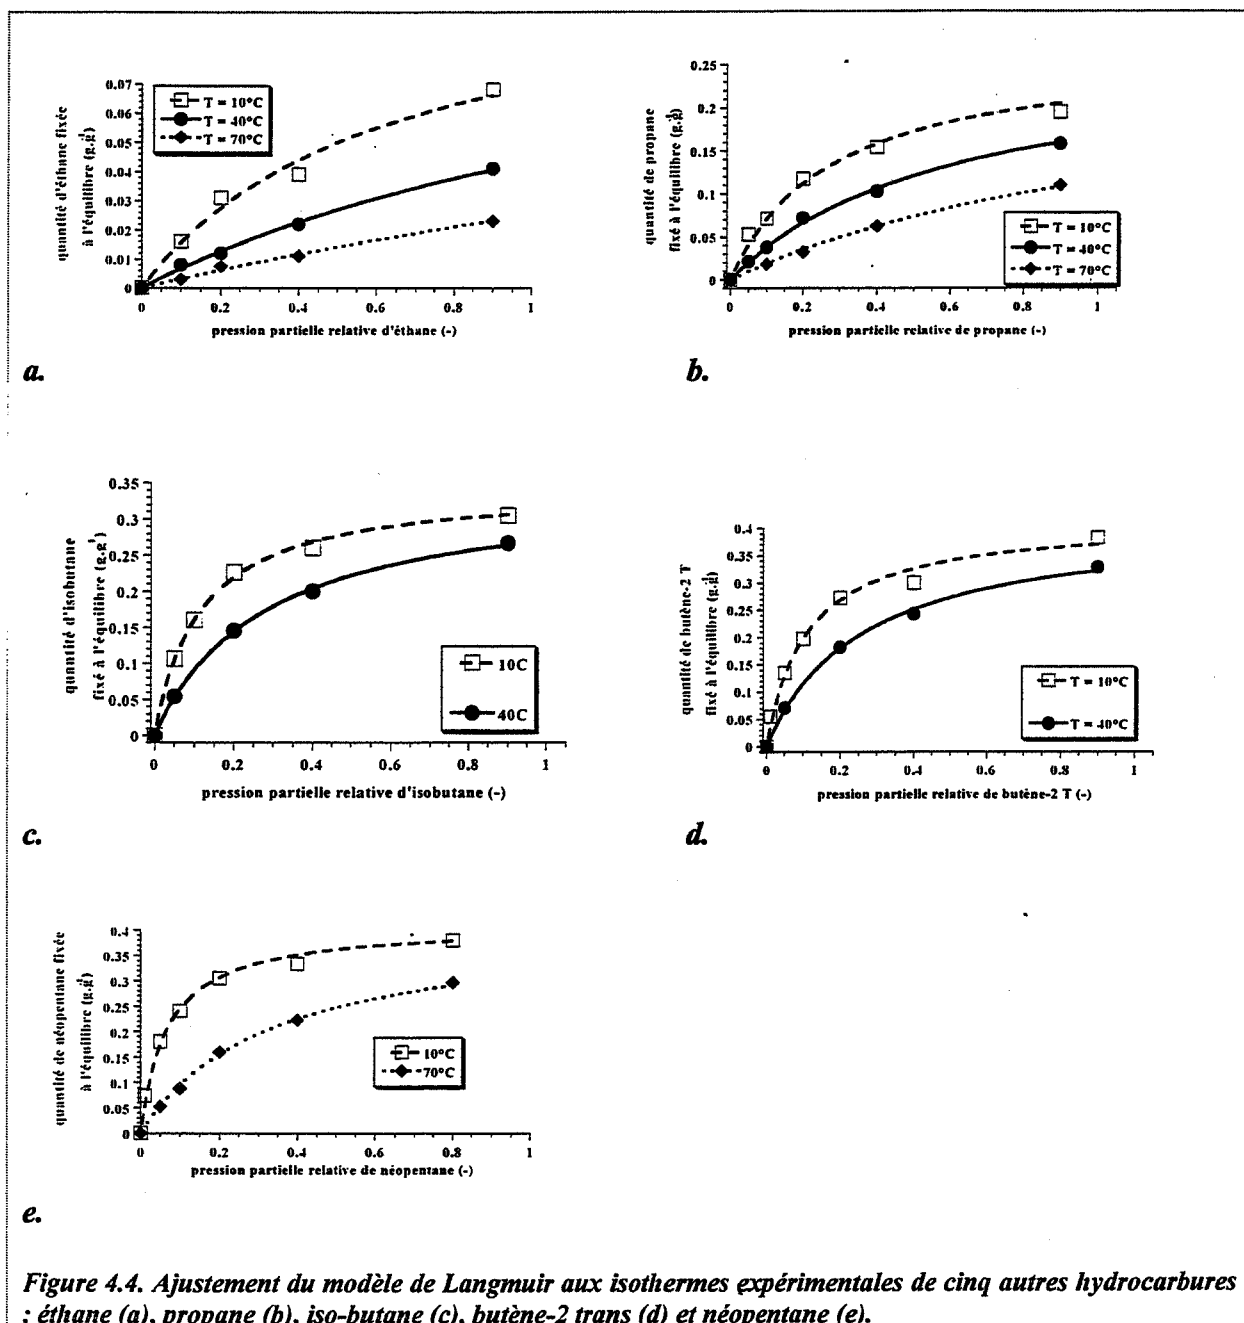 quantité d'éthane fixée
à l'équilibre (g.g-1)
0.07
0.06
0.05
0.04
0.03
0.02
0.01
0
T = 10°C
T = 40°C
T = 70°C
0 0.2 0.4 0.6 0.8 1
pression partielle relative d'éthane (-)
a.
quantité de propane
fixé à l'équilibre (g.g-1)
0.25
0.2
0.15
0.1
0.05
0
T = 10°C
T = 40°C
T = 70°C
0 0.2 0.4 0.6 0.8 1
pression partielle relative de propane (-)
b.
quantité d'isobutane
fixé à l'équilibre (g.g-1)
0.35
0.3
0.25
0.2
0.15
0.1
0.05
0
10C
40C
0 0.2 0.4 0.6 0.8 1
pression partielle relative d'isobutane (-)
c.
quantité de butène-2 T
fixé à l'équilibre (g.g-1)
0.4
0.35
0.3
0.25
0.2
0.15
0.1
0.05
0
T = 10°C
T = 40°C
0 0.2 0.4 0.6 0.8 1
pression partielle relative de butène-2 T (-)
d.
quantité de néopentane fixée
à l'équilibre (g.g-1)
0.4
0.35
0.3
0.25
0.2
0.15
0.1
0.05
0
10°C
70°C
0 0.2 0.4 0.6 0.8 1
pression partielle relative de néopentane (-)
e.
Figure 4.4. Ajustement du modèle de Langmuir aux isothermes expérimentales de cinq autres hydrocarbures
: éthane (a), propane (b), iso-butane (c), butène-2 trans (d) et néopentane (e).